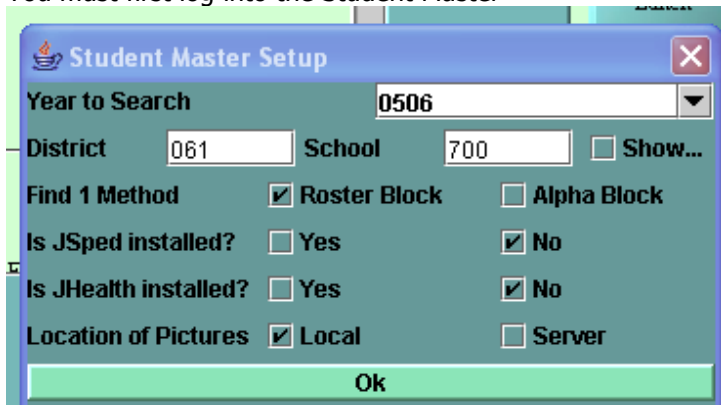 You must first log into the Student Master
Student Master Setup
Year to Search 0506
District 061 School 700 Show...
Find 1 Method Roster Block Alpha Block
Is JSped installed? Yes No
Is JHealth installed? Yes No
Location of Pictures Local Server
Ok